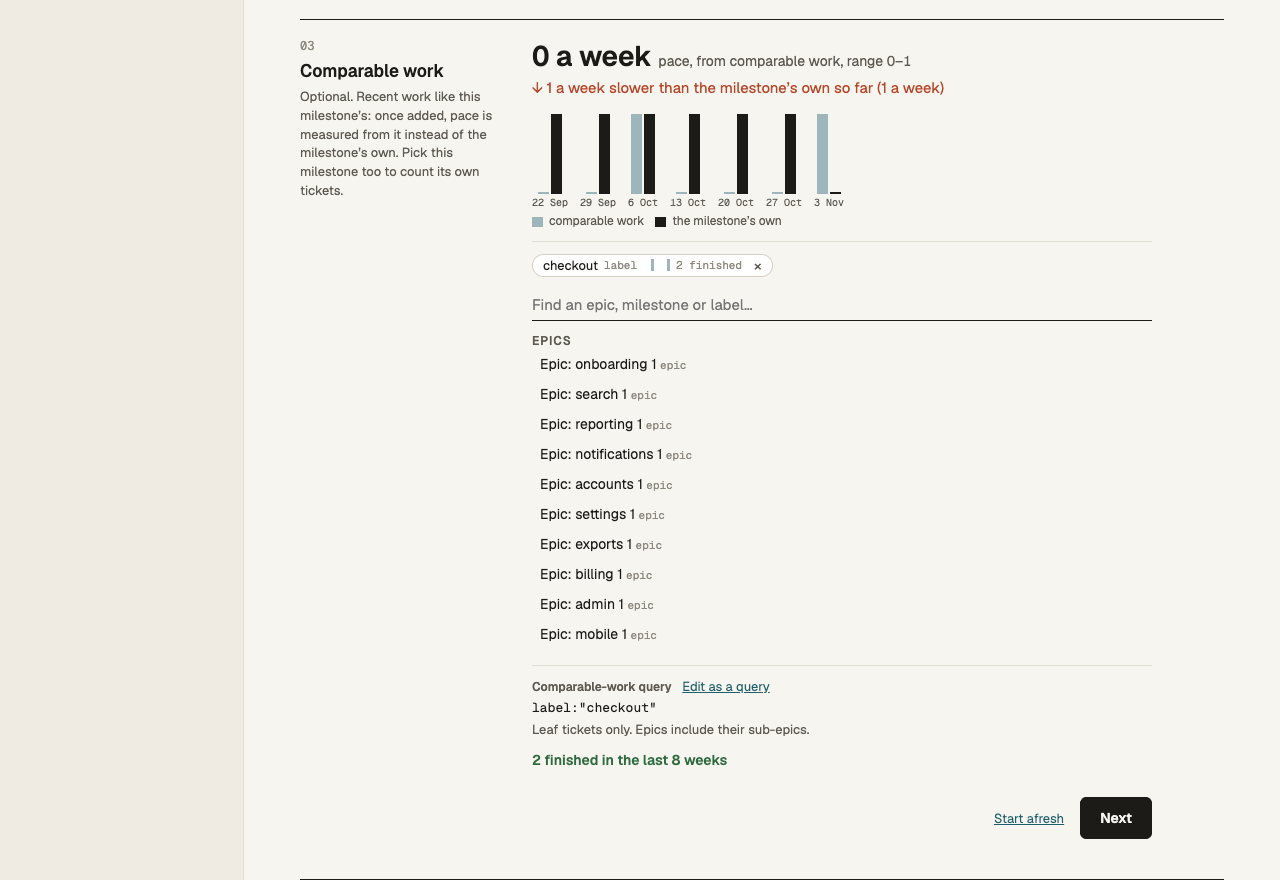 03
Comparable work
Optional. Recent work like this
milestone's: once added, pace is
measured from it instead of the
milestone's own. Pick this
milestone too to count its own
tickets.
0 a week pace, from comparable work, range 0–1
↓ 1 a week slower than the milestone's own so far (1 a week)
22 Sep 29 Sep 6 Oct 13 Oct 20 Oct 27 Oct 3 Nov
comparable work the milestone's own
checkout label 2 finished ×
Find an epic, milestone or label…
EPICS
Epic: onboarding 1 epic
Epic: search 1 epic
Epic: reporting 1 epic
Epic: notifications 1 epic
Epic: accounts 1 epic
Epic: settings 1 epic
Epic: exports 1 epic
Epic: billing 1 epic
Epic: admin 1 epic
Epic: mobile 1 epic
Comparable-work query Edit as a query
label:"checkout"
Leaf tickets only. Epics include their sub-epics.
2 finished in the last 8 weeks
Start afresh Next